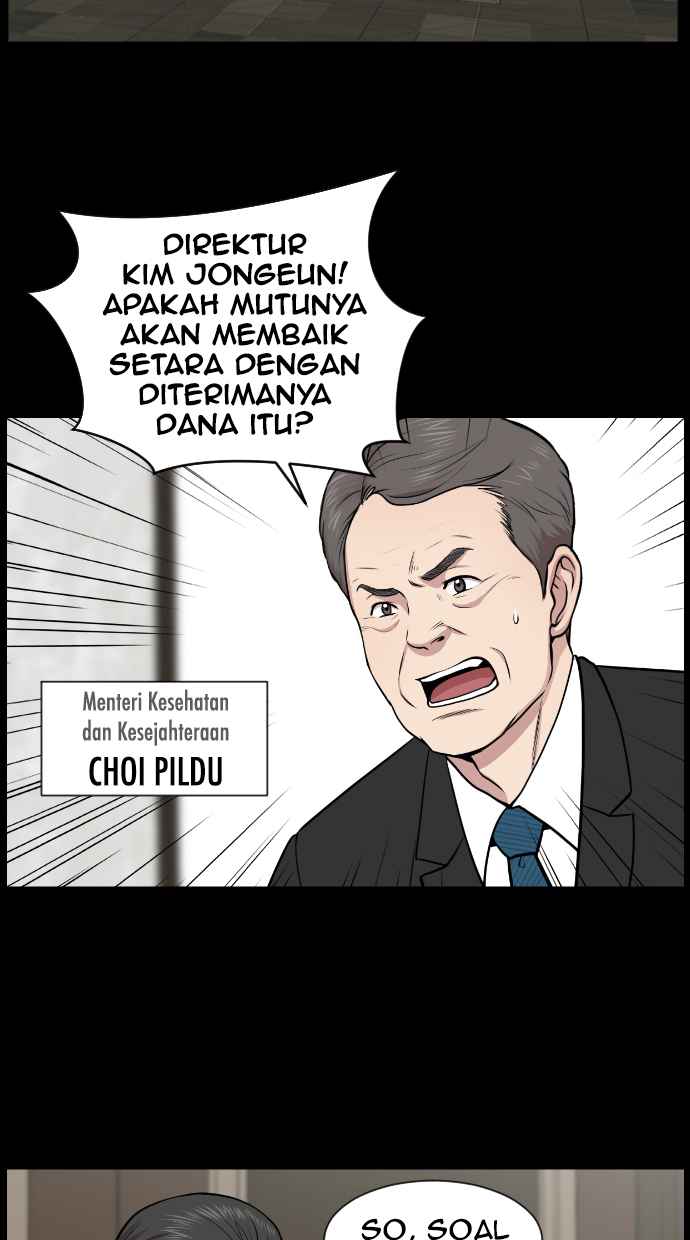 DIREKTUR
KIM JONGEUN!
APAKAH MUTUNYA
AKAN MEMBAIK
SETARA DENGAN
DITERIMANYA
DANA ITU?
Menteri Kesehatan
dan Kesejahteraan
CHOI PILDU
SO, SOAL